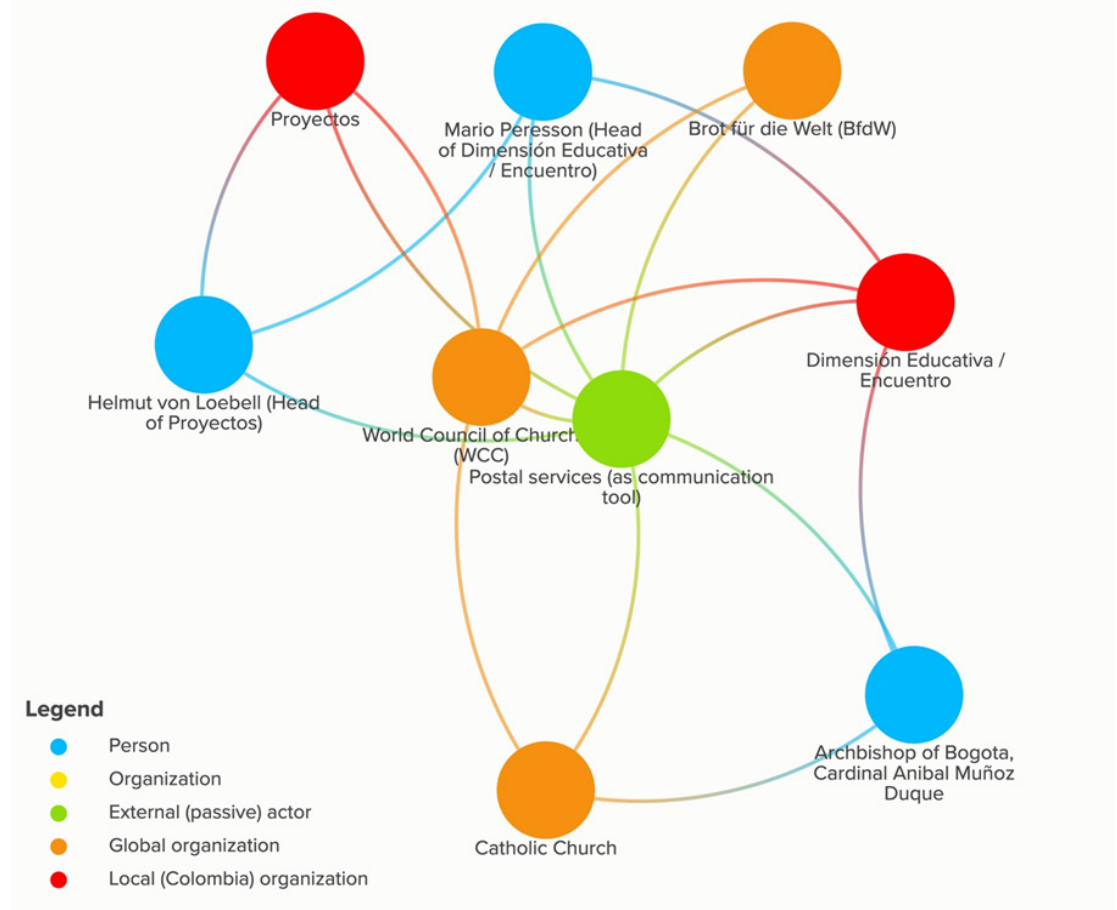 Proyectos
Mario Peresson (Head
of Dimensión Educativa
/ Encuentro)
Brot für die Welt (BfdW)
Dimensión Educativa /
Encuentro
Helmut von Loebell (Head
of Proyectos)
World Council of Church
(WCC)
Postal services (as communication
tool)
Archbishop of Bogota,
Cardinal Anibal Muñoz
Duque
Catholic Church
Legend
Person
Organization
External (passive) actor
Global organization
Local (Colombia) organization